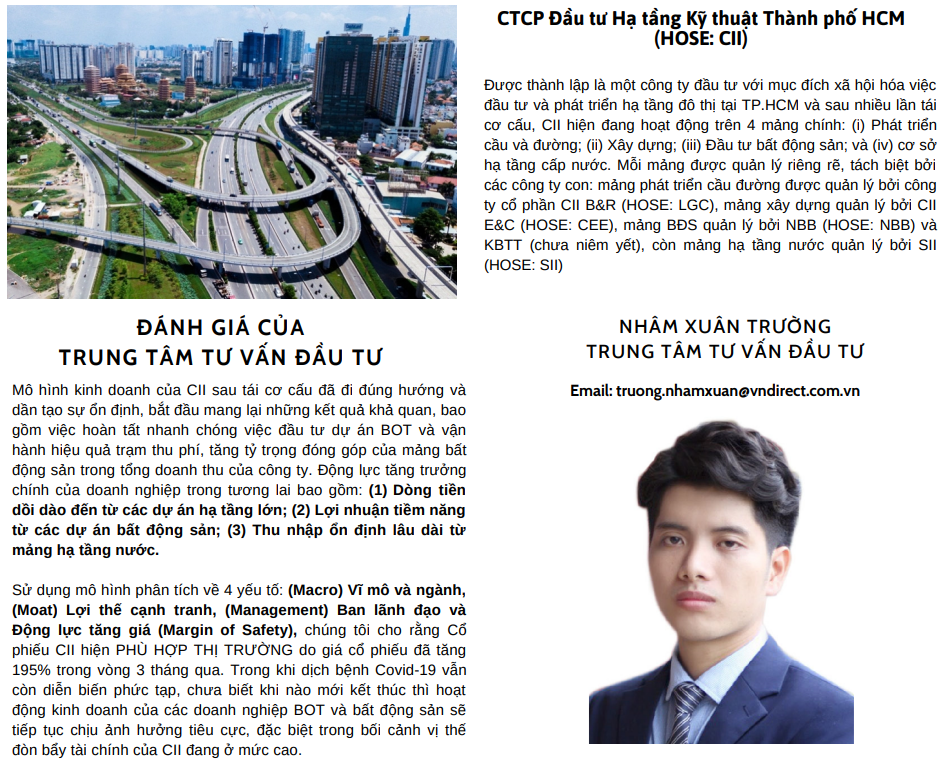 CTCP Đầu tư Hạ tầng Kỹ thuật Thành phố HCM
(HOSE: CII)
Được thành lập là một công ty đầu tư với mục đích xã hội hóa việc
đầu tư và phát triển hạ tầng đô thị tại TP.HCM và sau nhiều lần tái
cơ cấu, CII hiện đang hoạt động trên 4 mảng chính: (i) Phát triển
cầu và đường; (ii) Xây dựng; (iii) Đầu tư bất động sản; và (iv) cơ sở
hạ tầng cấp nước. Mỗi mảng được quản lý riêng rẽ, tách biệt bởi
các công ty con: mảng phát triển cầu đường được quản lý bởi công
ty cổ phần CII B&R (HOSE: LGC), mảng xây dựng quản lý bởi CII
E&C (HOSE: CEE), mảng BĐS quản lý bởi NBB (HOSE: NBB) và
KBTT (chưa niêm yết), còn mảng hạ tầng nước quản lý bởi SII
(HOSE: SII)
ĐÁNH GIÁ CỦA
TRUNG TÂM TƯ VẤN ĐẦU TƯ
Mô hình kinh doanh của CII sau tái cơ cấu đã đi đúng hướng và
dần tạo sự ổn định, bắt đầu mang lại những kết quả khả quan, bao
gồm việc hoàn tất nhanh chóng việc đầu tư dự án BOT và vận
hành hiệu quả trạm thu phí, tăng tỷ trọng đóng góp của mảng bất
động sản trong tổng doanh thu của công ty. Động lực tăng trưởng
chính của doanh nghiệp trong tương lai bao gồm: (1) Dòng tiền
dồi dào đến từ các dự án hạ tầng lớn; (2) Lợi nhuận tiềm năng
từ các dự án bất động sản; (3) Thu nhập ổn định lâu dài từ
mảng hạ tầng nước.
Sử dụng mô hình phân tích về 4 yếu tố: (Macro) Vĩ mô và ngành,
(Moat) Lợi thế cạnh tranh, (Management) Ban lãnh đạo và
Động lực tăng giá (Margin of Safety), chúng tôi cho rằng Cổ
phiếu CII hiện PHÙ HỢP THỊ TRƯỜNG do giá cổ phiếu đã tăng
195% trong vòng 3 tháng qua. Trong khi dịch bệnh Covid-19 vẫn
còn diễn biến phức tạp, chưa biết khi nào mới kết thúc thì hoạt
động kinh doanh của các doanh nghiệp BOT và bất động sản sẽ
tiếp tục chịu ảnh hưởng tiêu cực, đặc biệt trong bối cảnh vị thế
đòn bẩy tài chính của CII đang ở mức cao.
NHÂM XUÂN TRƯỜNG
TRUNG TÂM TƯ VẤN ĐẦU TƯ
Email: truong.nhamxuan@vndirect.com.vn